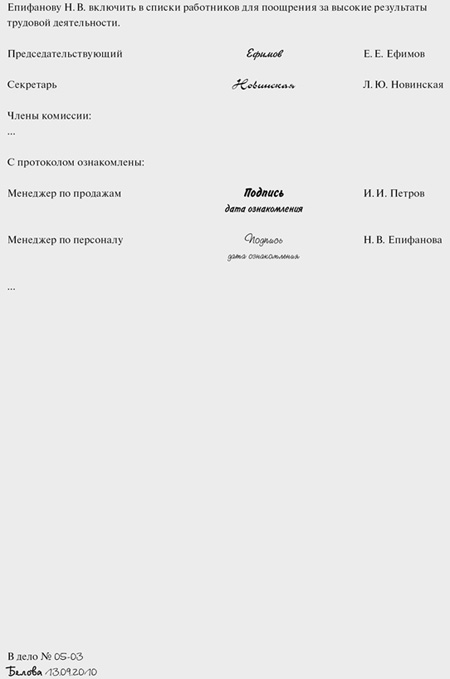 Епифанову Н. В. включить в списки работников для поощрения за высокие результаты
трудовой деятельности.
Председательствующий Ефимов Е. Е. Ефимов
Секретарь Новинская Л. Ю. Новинская
Члены комиссии:
...
С протоколом ознакомлены:
Менеджер по продажам Подпись И. И. Петров
дата ознакомления
Менеджер по персоналу Подпись Н. В. Епифанова
дата ознакомления
...
В дело № 05-03
Белова 13.09.2010